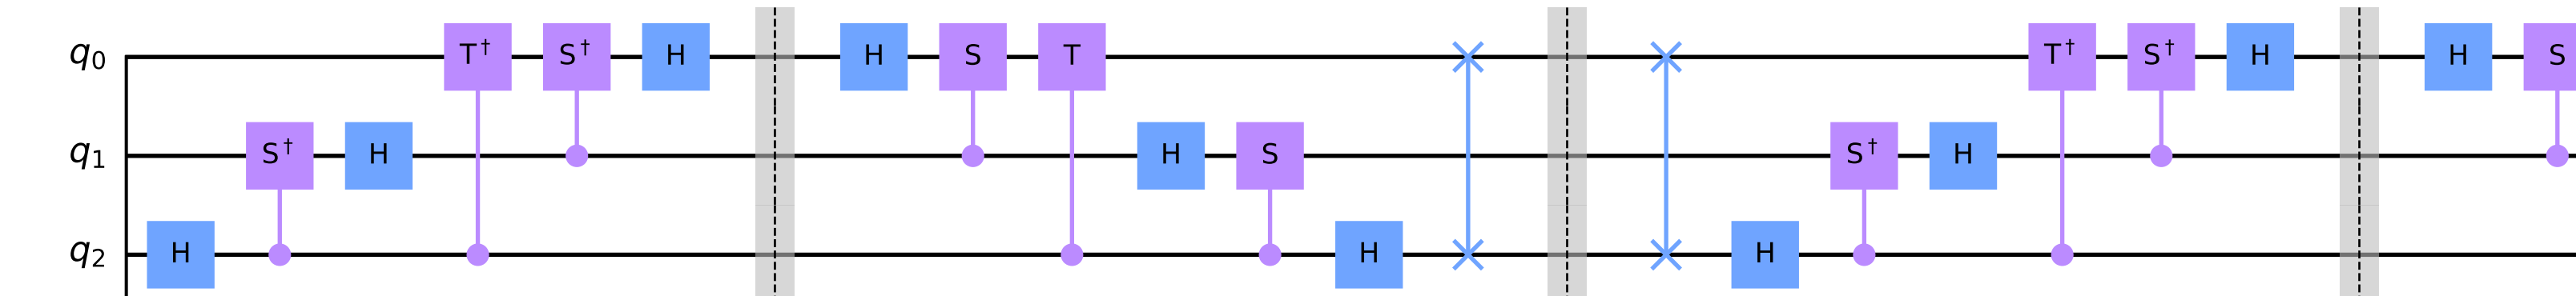 q0 T† S† H H S T T† S† H H S
q1 S† H H S S† H
q2 H H H